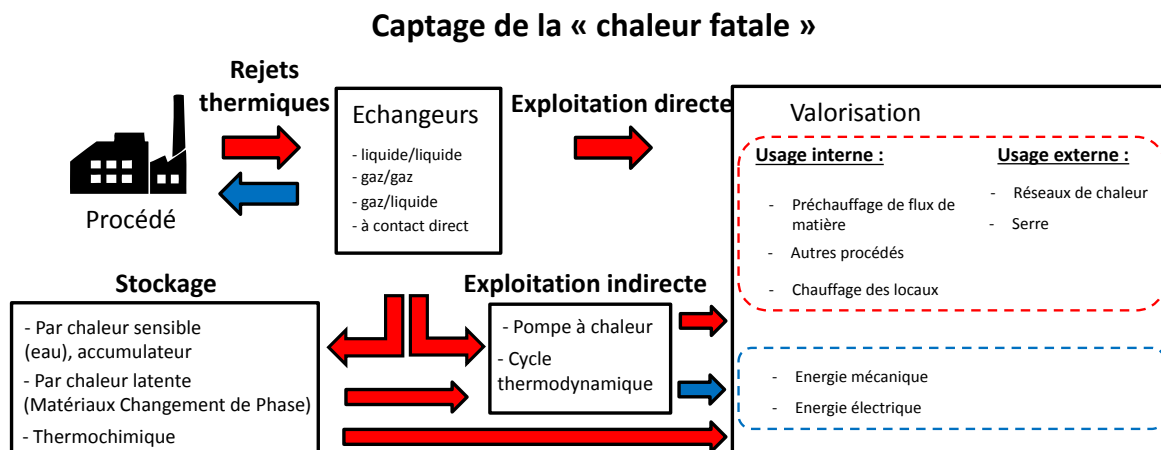 Captage de la « chaleur fatale »
Rejets
thermiques
Procédé
Echangeurs
- liquide/liquide
- gaz/gaz
- gaz/liquide
- à contact direct
Exploitation directe
Valorisation
Usage interne :
- Préchauffage de flux de
matière
- Autres procédés
- Chauffage des locaux
Usage externe :
- Réseaux de chaleur
- Serre
Stockage
- Par chaleur sensible
(eau), accumulateur
- Par chaleur latente
(Matériaux Changement de Phase)
- Thermochimique
Exploitation indirecte
- Pompe à chaleur
- Cycle
thermodynamique
- Energie mécanique
- Energie électrique